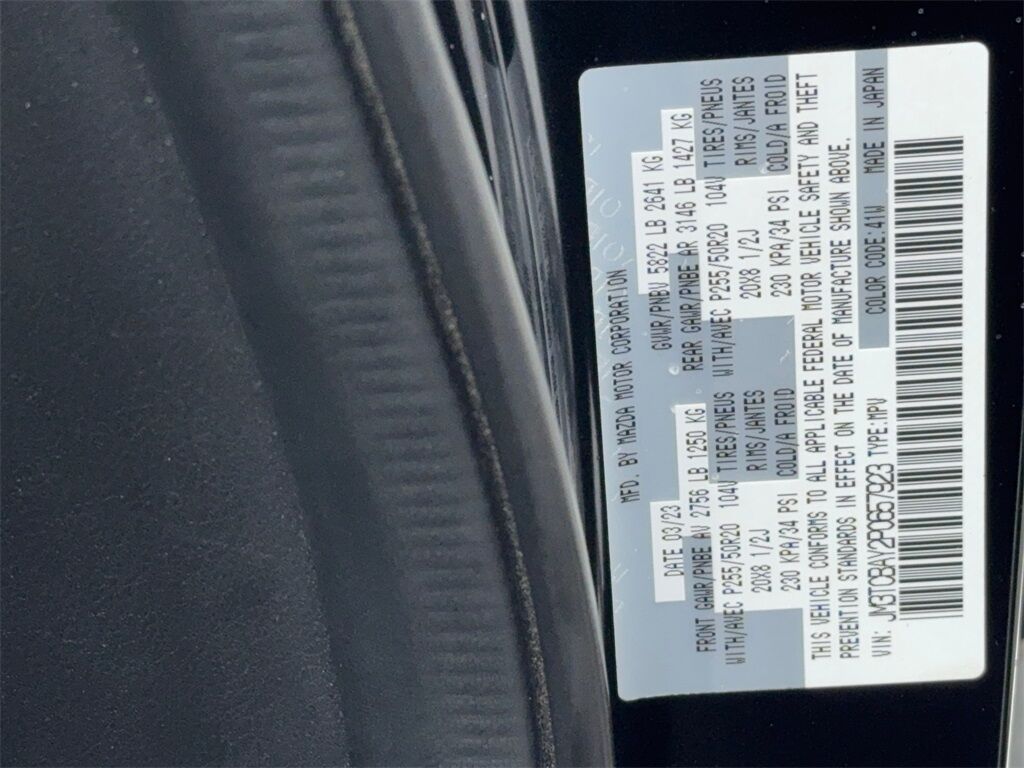 MFD. BY MAZDA MOTOR CORPORATION
DATE 03/23 GVWR/PNBV 5822 LB 2641 KG
FRONT GAWR/PNBE AV 2756 LB 1250 KG REAR GAWR/PNBE AR 3146 LB 1427 KG
WITH/AVEC P255/50R20 104V TIRES/PNEUS WITH/AVEC P255/50R20 104V TIRES/PNEUS
20X8 1/2J RIMS/JANTES 20X8 1/2J RIMS/JANTES
230 KPA/34 PSI COLD/A FROID 230 KPA/34 PSI COLD/A FROID
THIS VEHICLE CONFORMS TO ALL APPLICABLE FEDERAL MOTOR VEHICLE SAFETY AND THEFT
PREVENTION STANDARDS IN EFFECT ON THE DATE OF MANUFACTURE SHOWN ABOVE.
VIN: JM3TCBAY2P0657923 TYPE:MPV COLOR CODE:41W MADE IN JAPAN